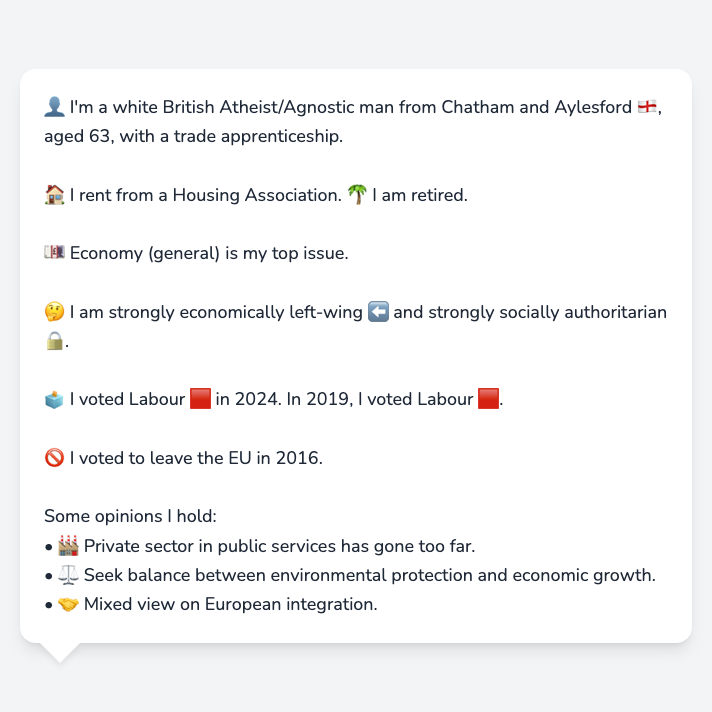 👤 I'm a white British Atheist/Agnostic man from Chatham and Aylesford 🏴󠁧󠁢󠁥󠁮󠁧󠁿,
aged 63, with a trade apprenticeship.
🏠 I rent from a Housing Association. 🌴 I am retired.
💷 Economy (general) is my top issue.
🤔 I am strongly economically left-wing ⬅️ and strongly socially authoritarian
🔒.
🗳️ I voted Labour 🟥 in 2024. In 2019, I voted Labour 🟥.
🚫 I voted to leave the EU in 2016.
Some opinions I hold:
• 🏭 Private sector in public services has gone too far.
• ⚖️ Seek balance between environmental protection and economic growth.
• 🤝 Mixed view on European integration.